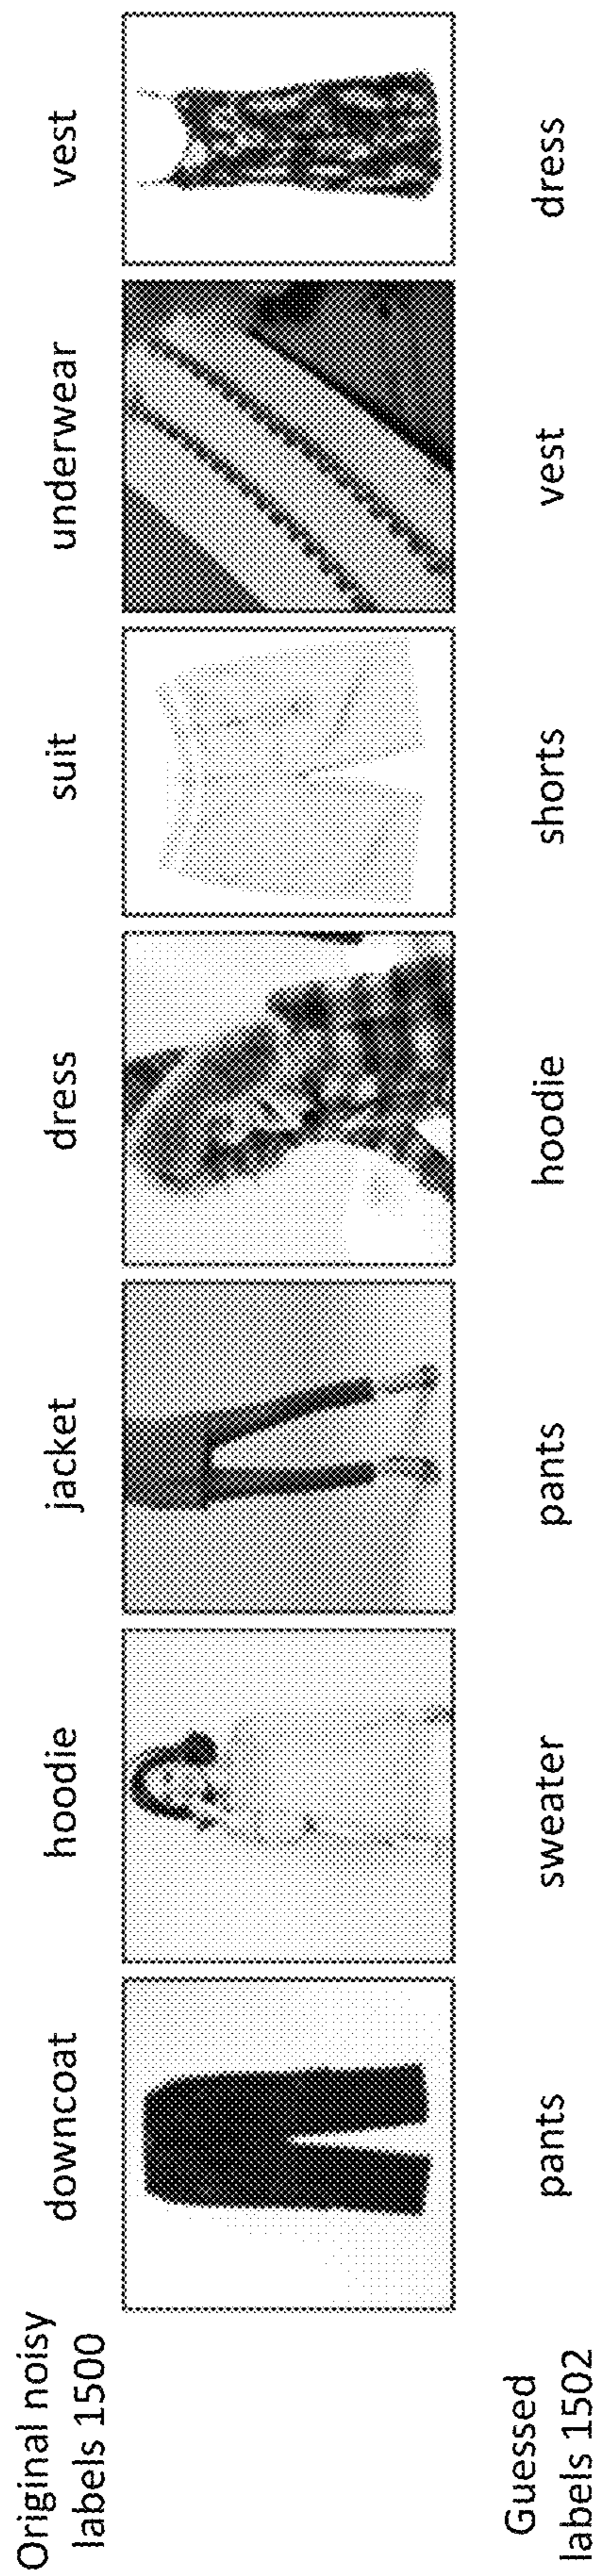 Original noisy
labels 1500
downcoat
hoodie
jacket
dress
suit
underwear
vest
Guessed
labels 1502
pants
sweater
pants
hoodie
shorts
vest
dress